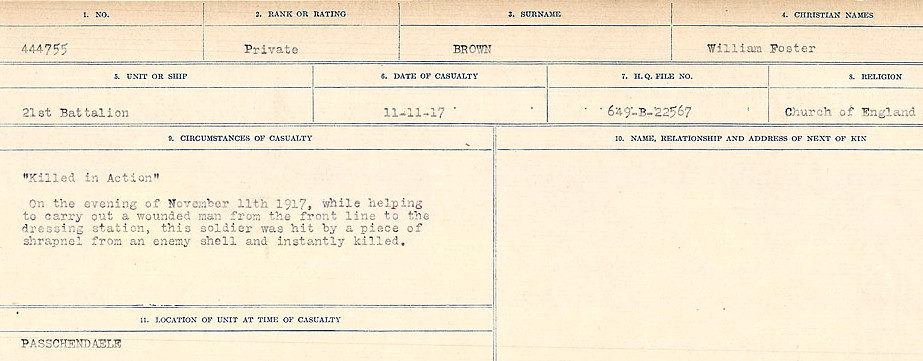 1. NO.
2. RANK OR RATING
3. SURNAME
4. CHRISTIAN NAMES
444755
Private
BROWN
William Foster
5. UNIT OR SHIP
6. DATE OF CASUALTY
7. H.Q. FILE NO.
8. RELIGION
21st Battalion
11-11-17
649-B-22567
Church of England
9. CIRCUMSTANCES OF CASUALTY
10. NAME, RELATIONSHIP AND ADDRESS OF NEXT OF KIN
"Killed in Action"
On the evening of November 11th 1917, while helping
to carry out a wounded man from the front line to the
dressing station, this soldier was hit by a piece of
shrapnel from an enemy shell and instantly killed.
11. LOCATION OF UNIT AT TIME OF CASUALTY
PASSCHENDAELE